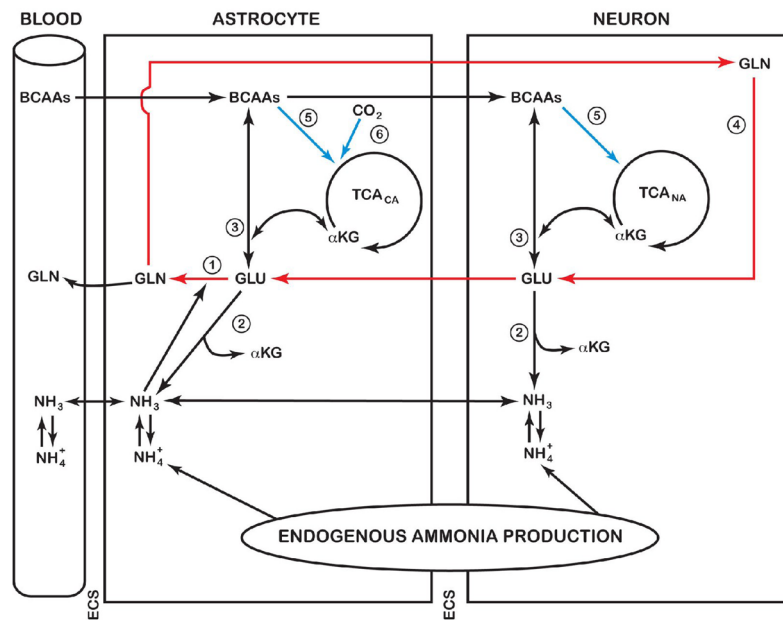 BLOOD ASTROCYTE NEURON
GLN
BCAAs BCAAs BCAAs
CO2
5 6 5 4
TCACA TCANA
3 αKG 3 αKG
1
GLN GLN GLU GLU
2 2
αKG αKG
NH3 NH3 NH3
NH4+ NH4+ NH4+
ENDOGENOUS AMMONIA PRODUCTION
ECS ECS